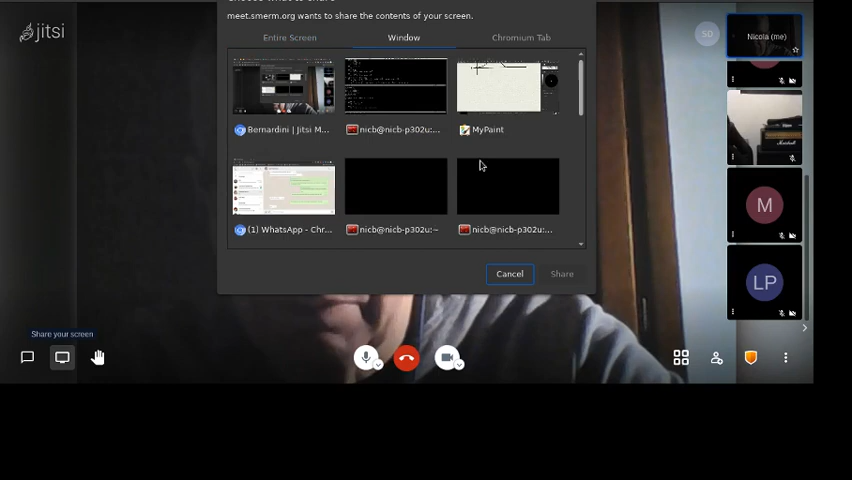 jitsi
meet.smerm.org wants to share the contents of your screen.
Entire Screen
Window
Chromium Tab
Bernardini | Jitsi M...
nicb@nicb-p302u:...
MyPaint
(1) WhatsApp - Chr...
nicb@nicb-p302u:~
nicb@nicb-p302u:...
Cancel
Share
SO
Nicola (me)
Marshall
M
LP
Share your screen